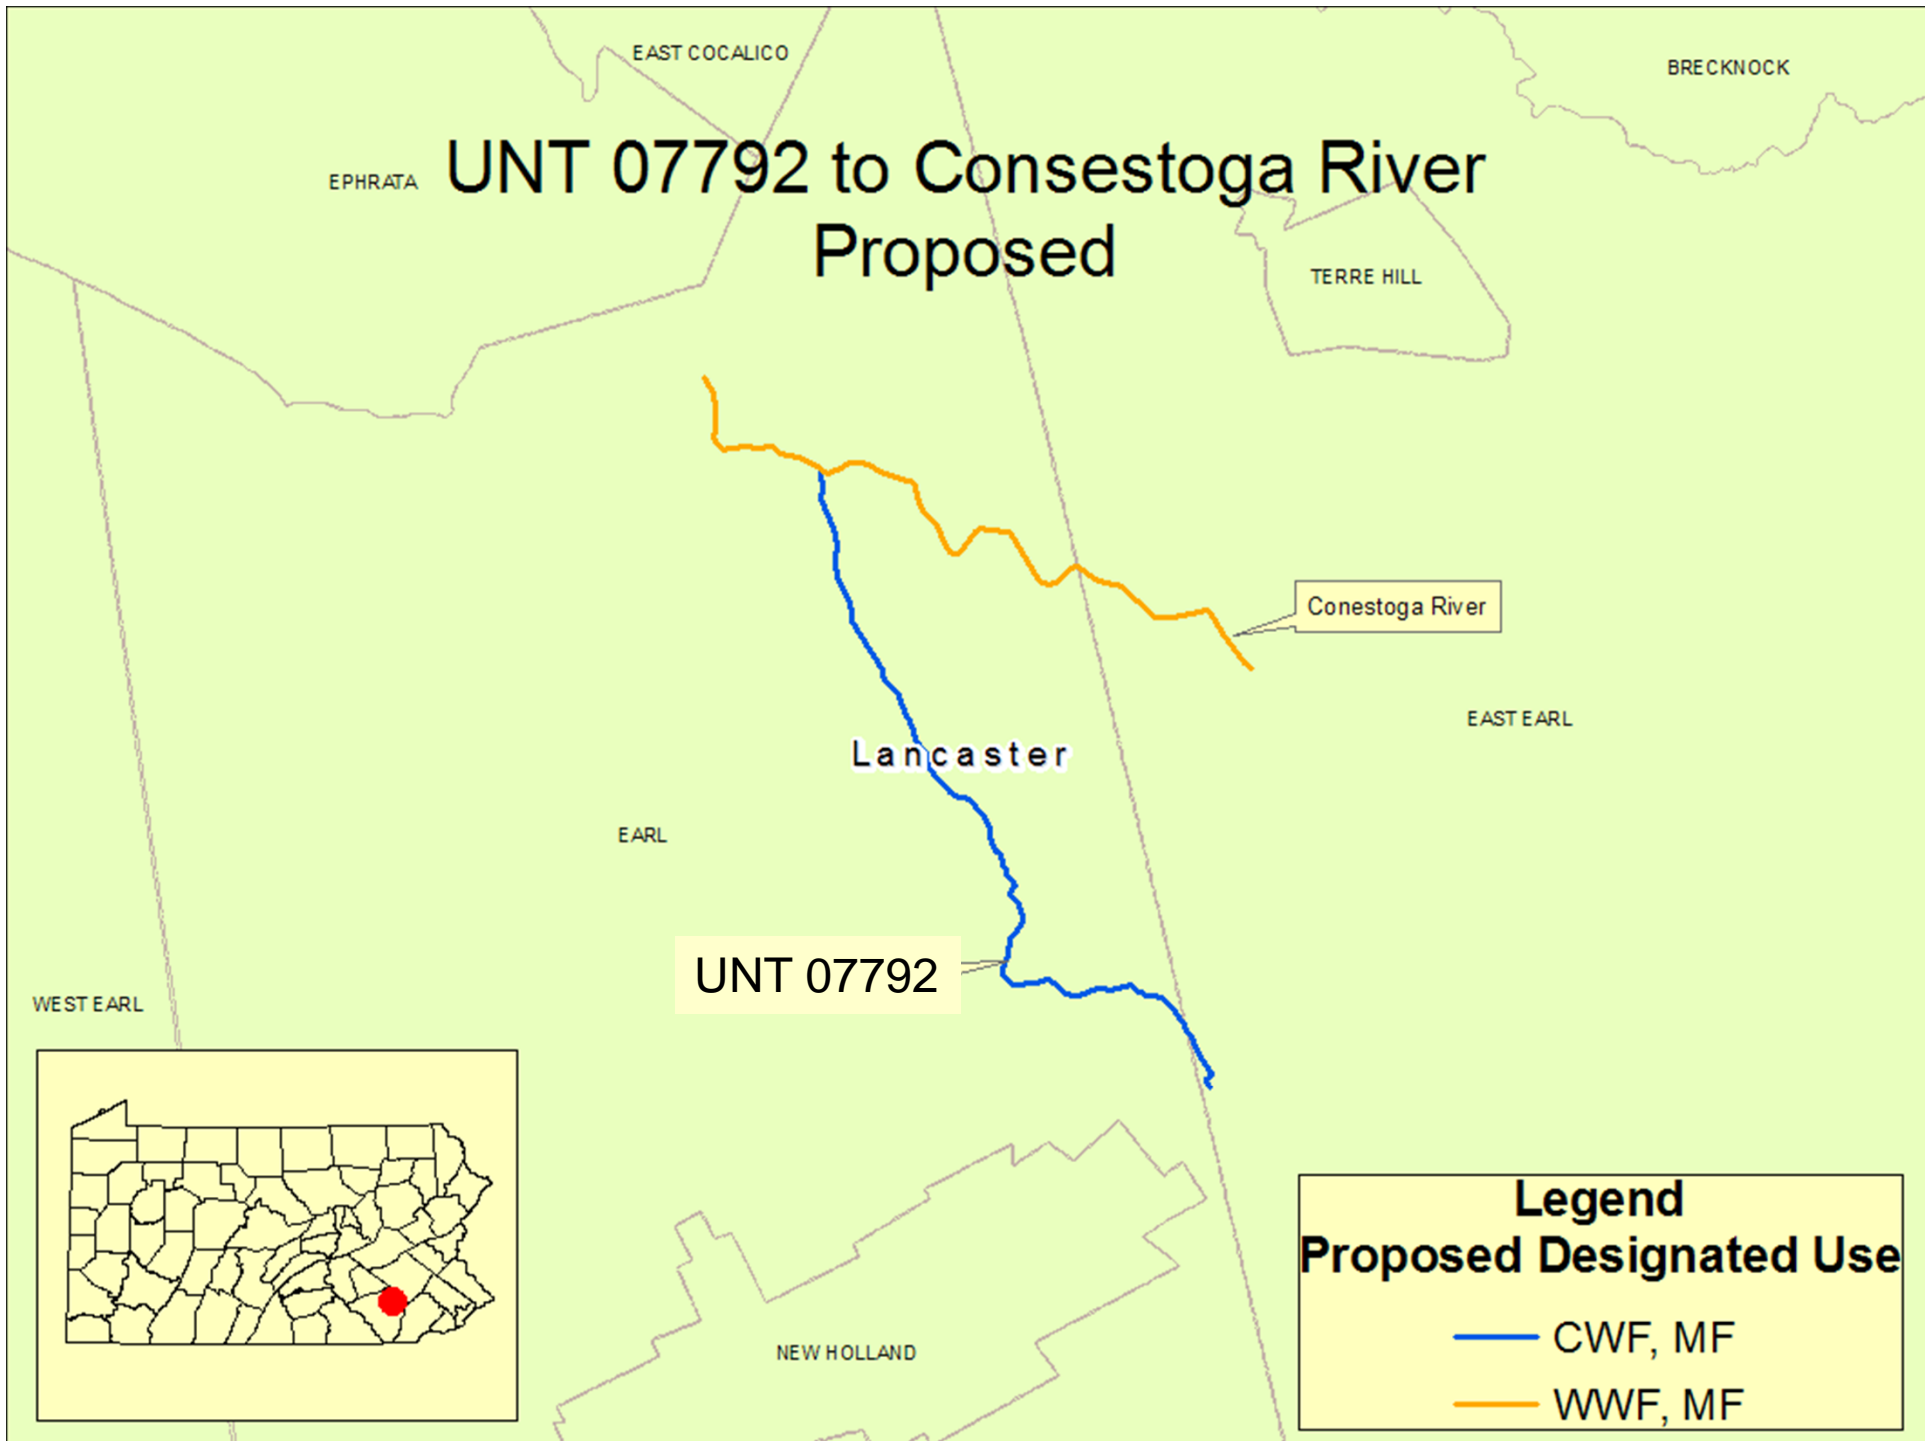 EAST COCALICO
BRECKNOCK
EPHRATA
UNT 07792 to Consestoga River
Proposed
TERRE HILL
Conestoga River
EAST EARL
Lancaster
EARL
UNT 07792
WEST EARL
NEW HOLLAND
Legend
Proposed Designated Use
CWF, MF
WWF, MF